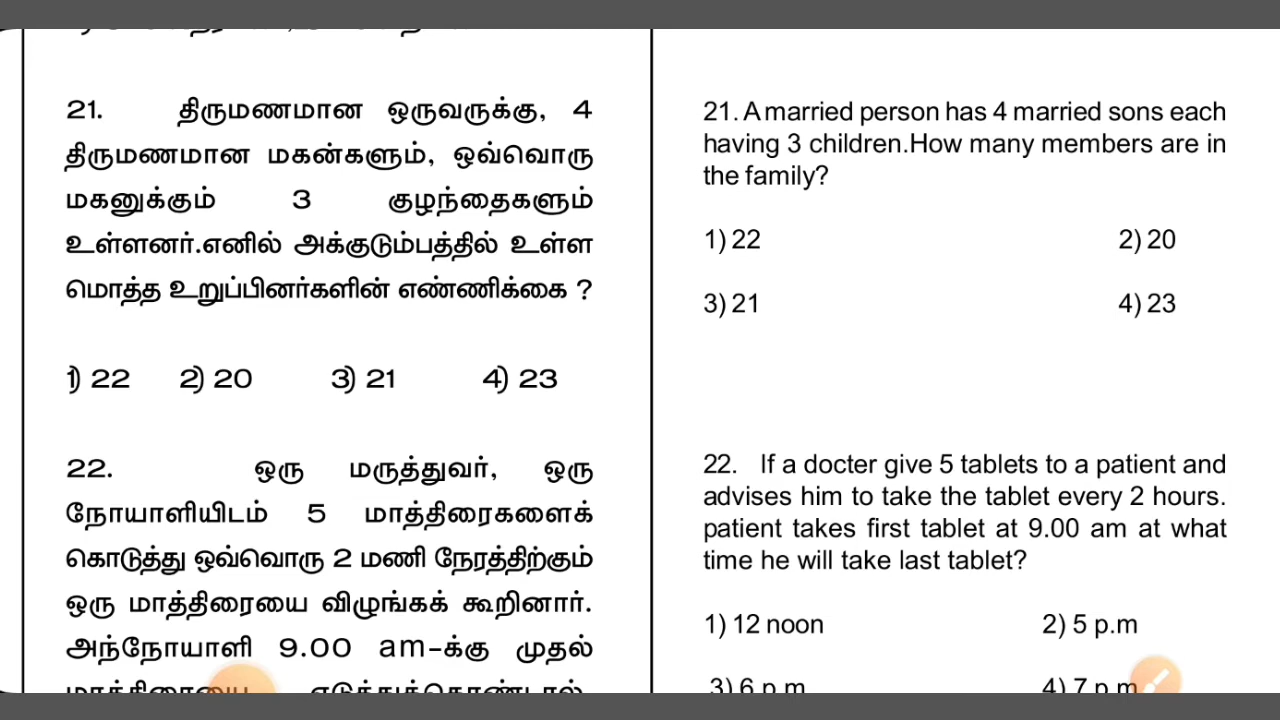 21. திருமணமான ஒருவருக்கு, 4
திருமணமான மகன்களும், ஒவ்வொரு
மகனுக்கும் 3 குழந்தைகளும்
உள்ளனர்.எனில் அக்குடும்பத்தில் உள்ள
மொத்த உறுப்பினர்களின் எண்ணிக்கை ?
1) 22 2) 20 3) 21 4) 23
22. ஒரு மருத்துவர், ஒரு
நோயாளியிடம் 5 மாத்திரைகளைக்
கொடுத்து ஒவ்வொரு 2 மணி நேரத்திற்கும்
ஒரு மாத்திரையை விழுங்கக் கூறினார்.
அந்நோயாளி 9.00 am-க்கு முதல்
மாத்திரையை எடுத்துக்கொண்டால்
21. A married person has 4 married sons each
having 3 children.How many members are in
the family?
1) 22 2) 20
3) 21 4) 23
22. If a docter give 5 tablets to a patient and
advises him to take the tablet every 2 hours.
patient takes first tablet at 9.00 am at what
time he will take last tablet?
1) 12 noon 2) 5 p.m
3) 6 p.m 4) 7 p.m